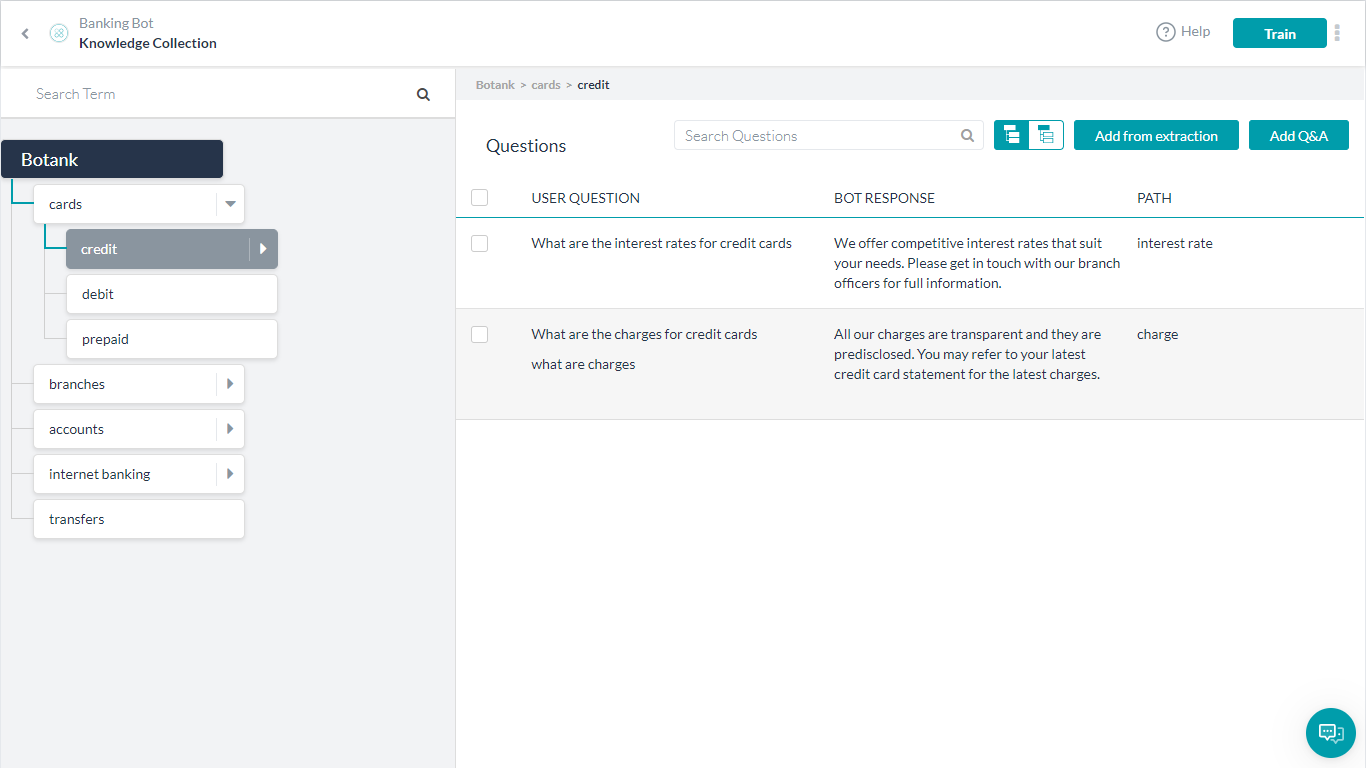 Banking Bot
Knowledge Collection
Help
Train
Search Term
Botank
cards
credit
debit
prepaid
branches
accounts
internet banking
transfers
Botank > cards > credit
Questions
Search Questions
Add from extraction
Add Q&A
USER QUESTION
BOT RESPONSE
PATH
What are the interest rates for credit cards
We offer competitive interest rates that suit
your needs. Please get in touch with our branch
officers for full information.
interest rate
What are the charges for credit cards
what are charges
All our charges are transparent and they are
predisclosed. You may refer to your latest
credit card statement for the latest charges.
charge